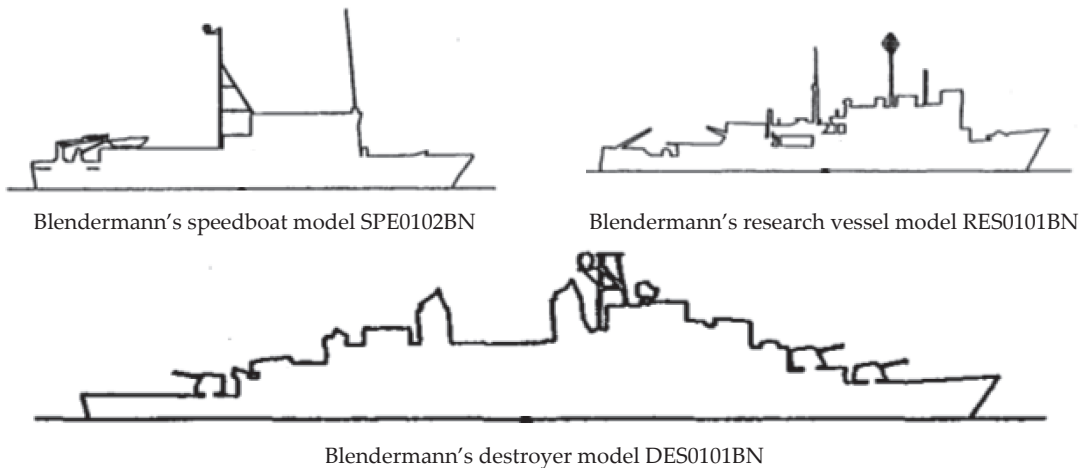 Blendermann's speedboat model SPE0102BN
Blendermann's research vessel model RES0101BN
Blendermann's destroyer model DES0101BN